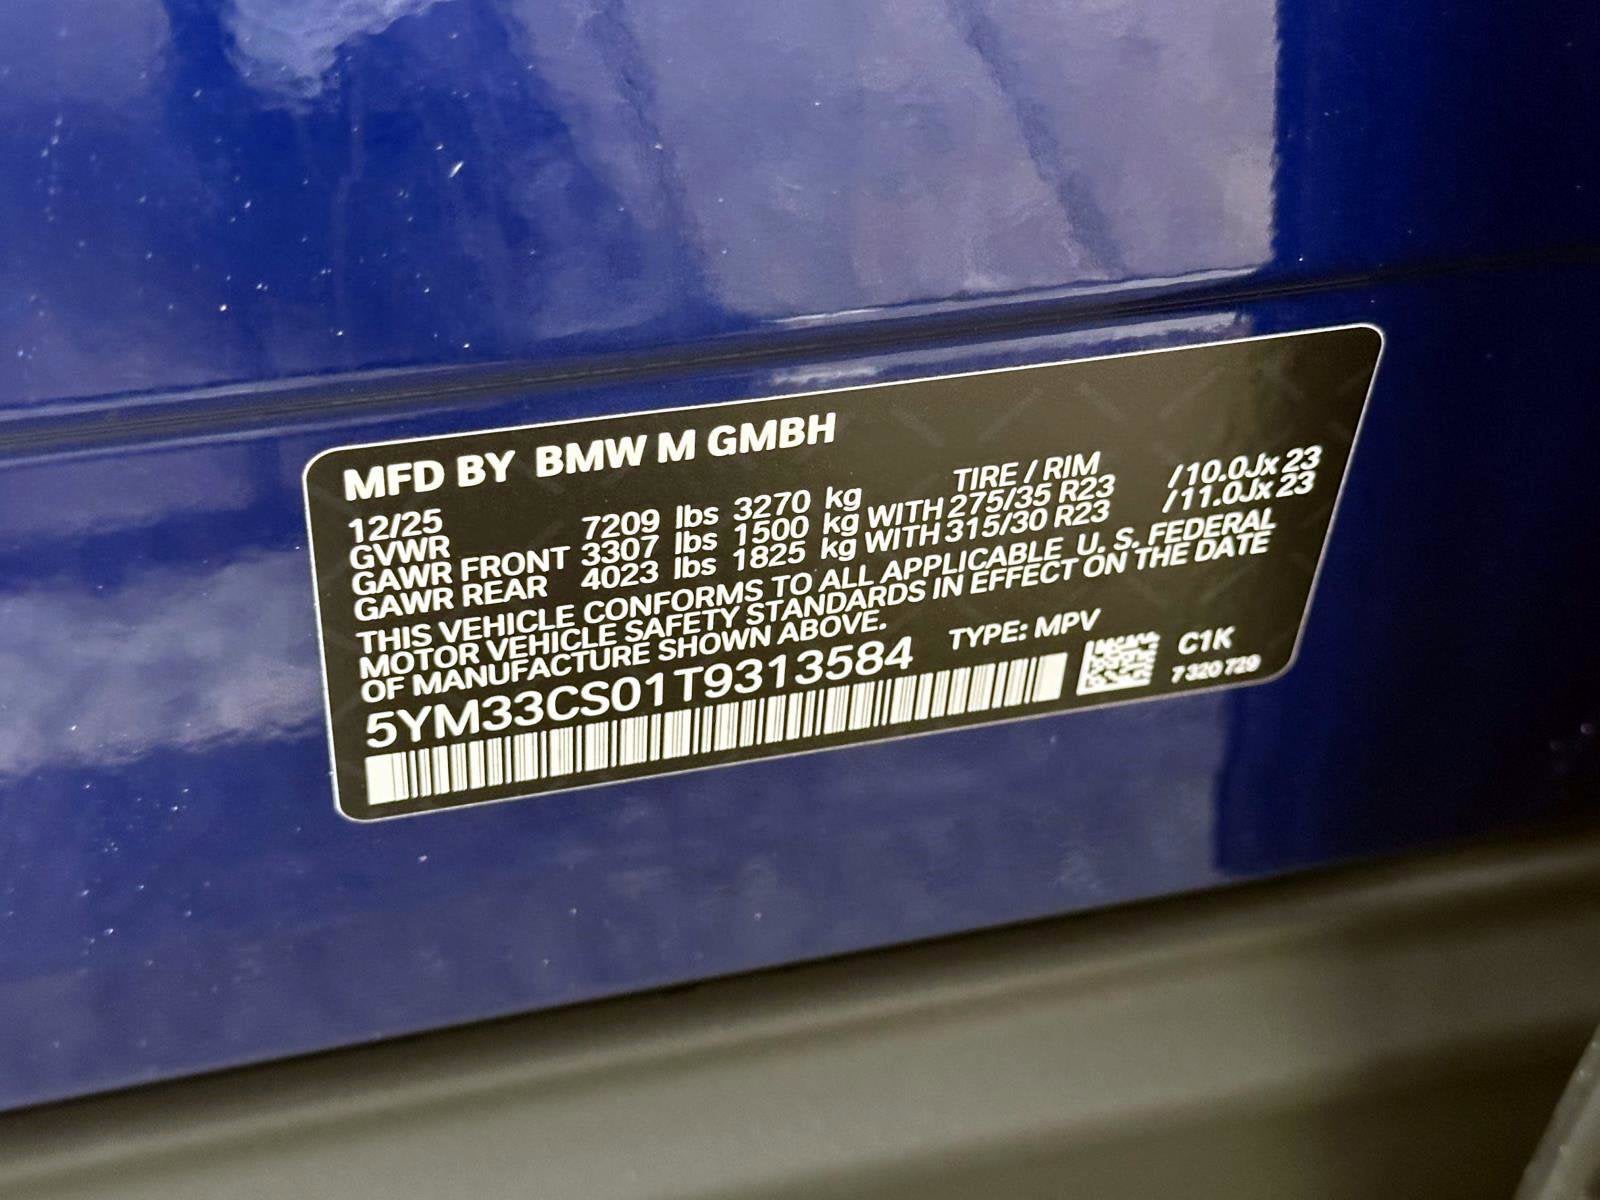 MFD BY BMW M GMBH
12/25 TIRE / RIM
GVWR 7209 lbs 3270 kg
GAWR FRONT 3307 lbs 1500 kg WITH 275/35 R23 /10.0Jx 23
GAWR REAR 4023 lbs 1825 kg WITH 315/30 R23 /11.0Jx 23
THIS VEHICLE CONFORMS TO ALL APPLICABLE U. S. FEDERAL
MOTOR VEHICLE SAFETY STANDARDS IN EFFECT ON THE DATE
OF MANUFACTURE SHOWN ABOVE.
5YM33CS01T9313584 TYPE: MPV
C1K
7 320 729